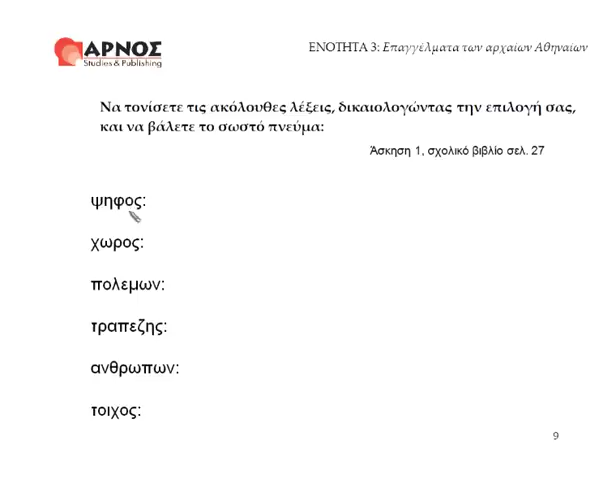 ΑΡΝΟΣ
Studies & Publishing
ΕΝΟΤΗΤΑ 3: Επαγγέλματα των αρχαίων Αθηναίων
Να τονίσετε τις ακόλουθες λέξεις, δικαιολογώντας την επιλογή σας,
και να βάλετε το σωστό πνεύμα:
Άσκηση 1, σχολικό βιβλίο σελ. 27
ψηφος:
χωρος:
πολεμων:
τραπεζης:
ανθρωπων:
τοιχος:
9